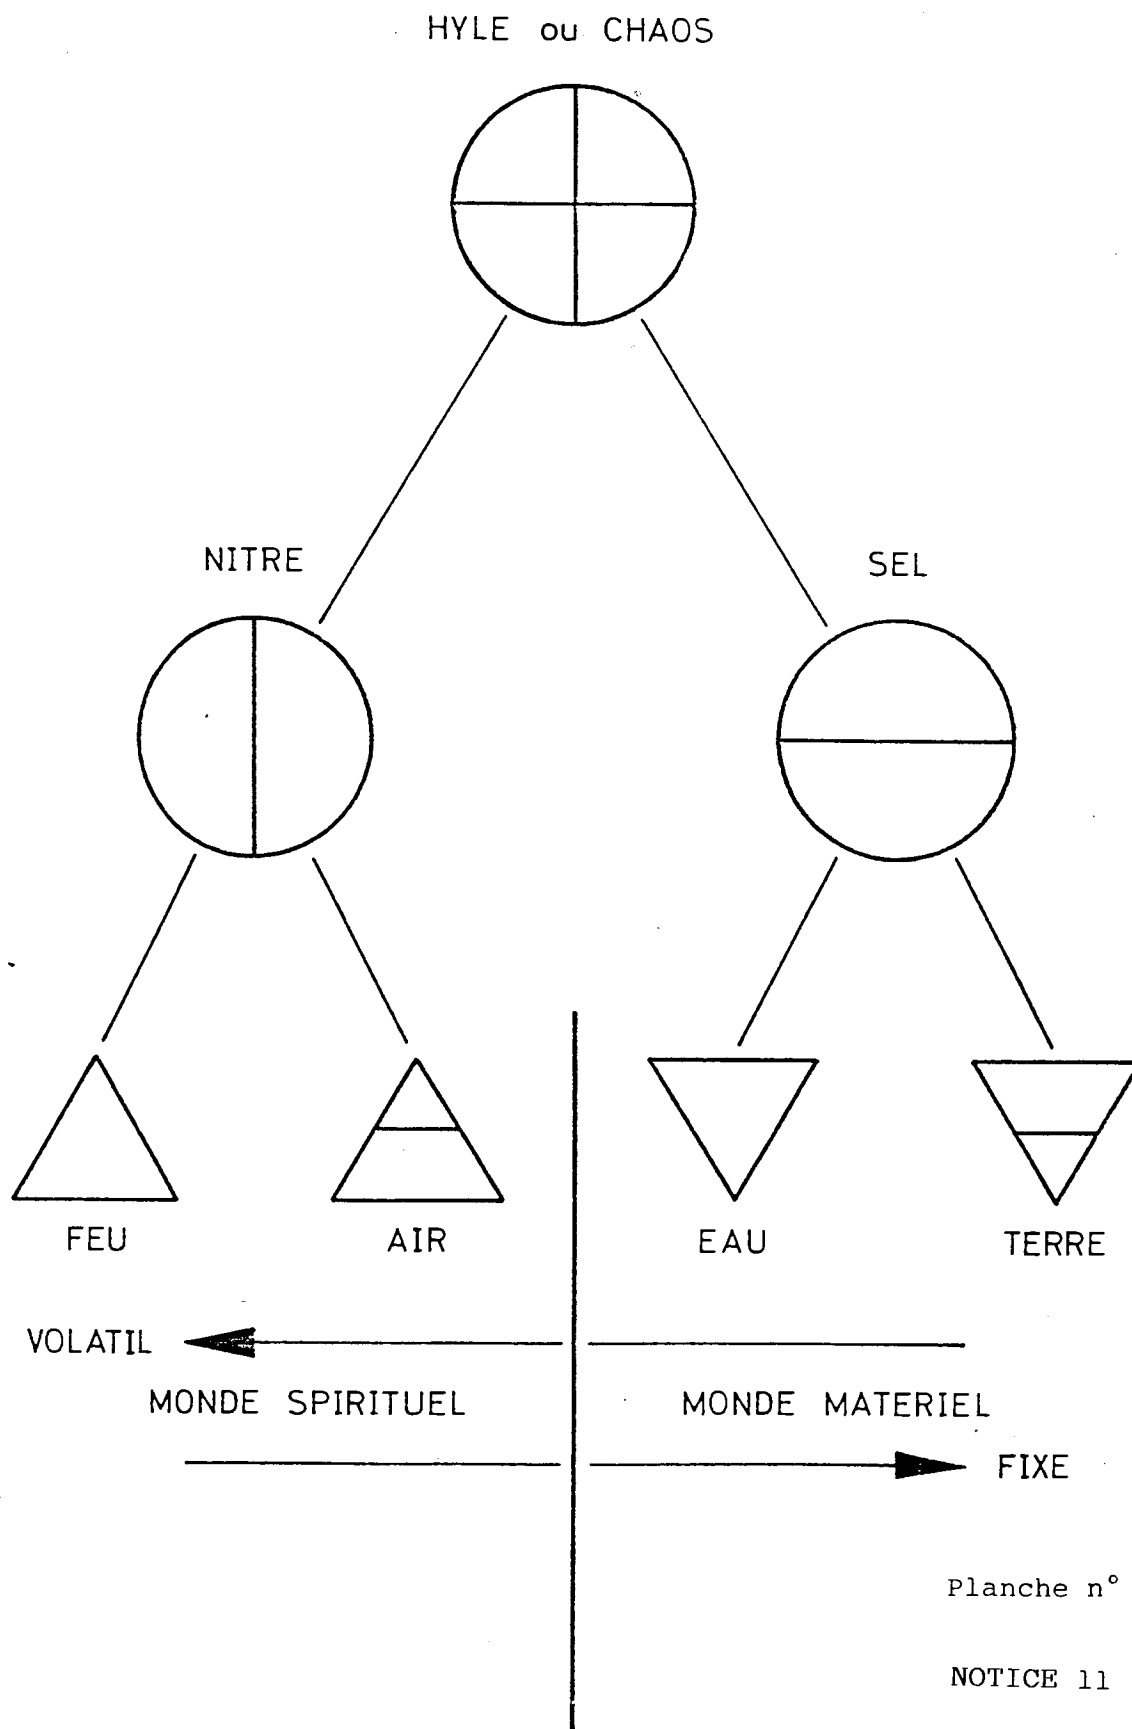 HYLE ou CHAOS
NITRE
SEL
FEU
AIR
EAU
TERRE
VOLATIL
MONDE SPIRITUEL
MONDE MATERIEL
FIXE
Planche n°
NOTICE 11